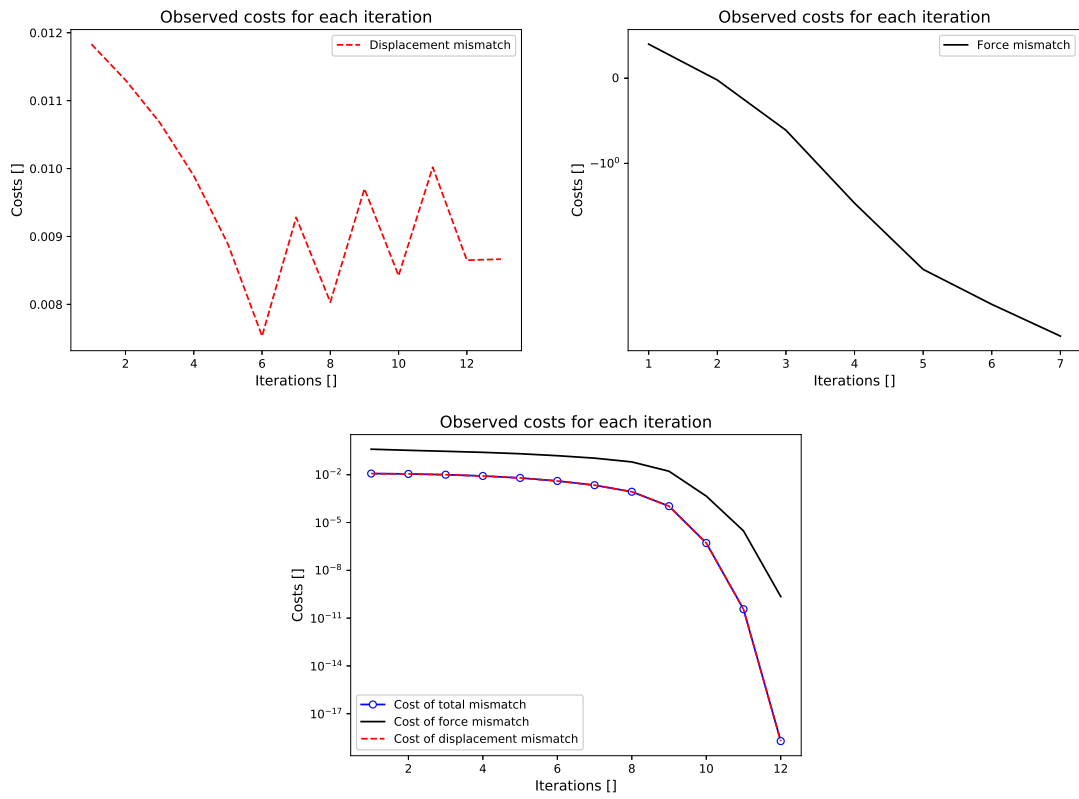 Observed costs for each iteration
Displacement mismatch
0.012
0.011
0.010
0.009
0.008
Costs []
2 4 6 8 10 12
Iterations []
Observed costs for each iteration
Force mismatch
0
−10⁰
Costs []
1 2 3 4 5 6 7
Iterations []
Observed costs for each iteration
10⁻²
10⁻⁵
10⁻⁸
10⁻¹¹
10⁻¹⁴
10⁻¹⁷
Costs []
Cost of total mismatch
Cost of force mismatch
Cost of displacement mismatch
2 4 6 8 10 12
Iterations []